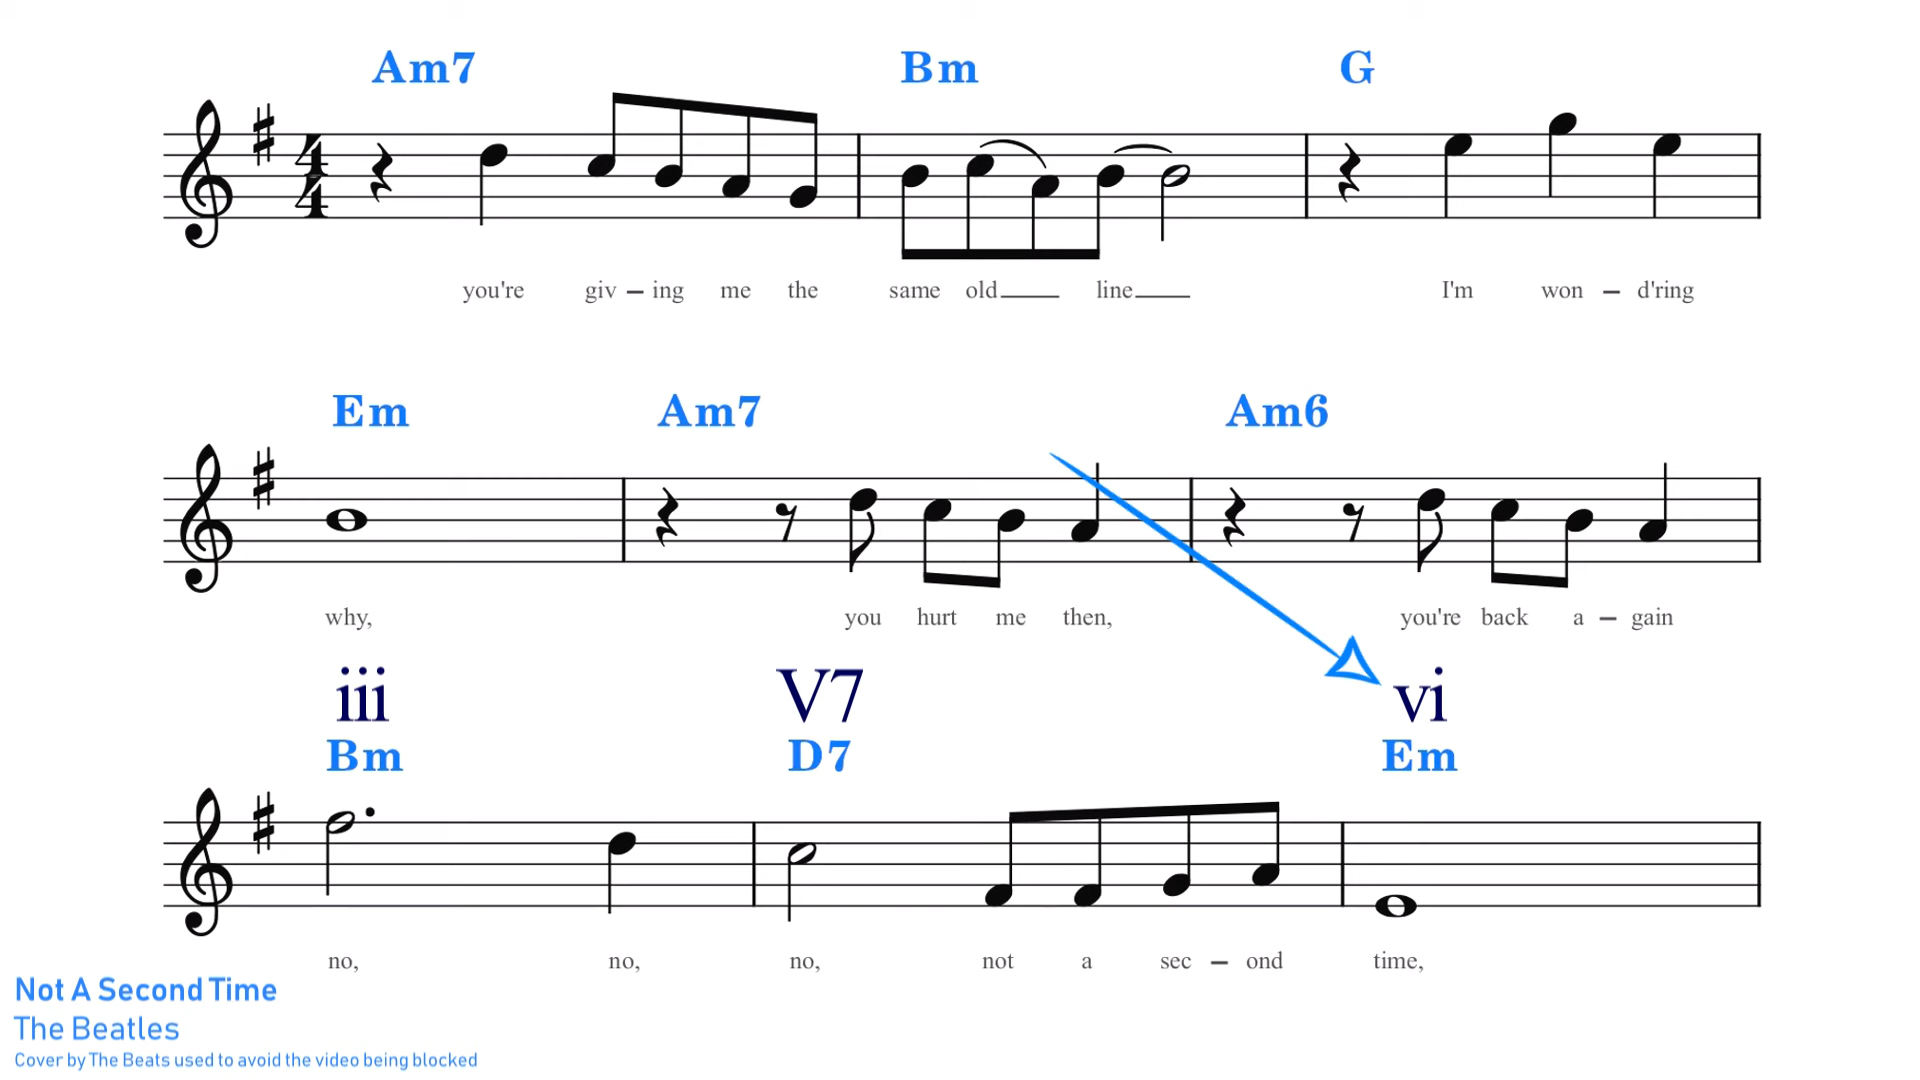 Am7 Bm G
4
4
you're giv – ing me the same old line I'm won – d'ring
Em Am7 Am6
why, you hurt me then, you're back a – gain
iii V7 vi
Bm D7 Em
no, no, no, not a sec – ond time,
Not A Second Time
The Beatles
Cover by The Beats used to avoid the video being blocked